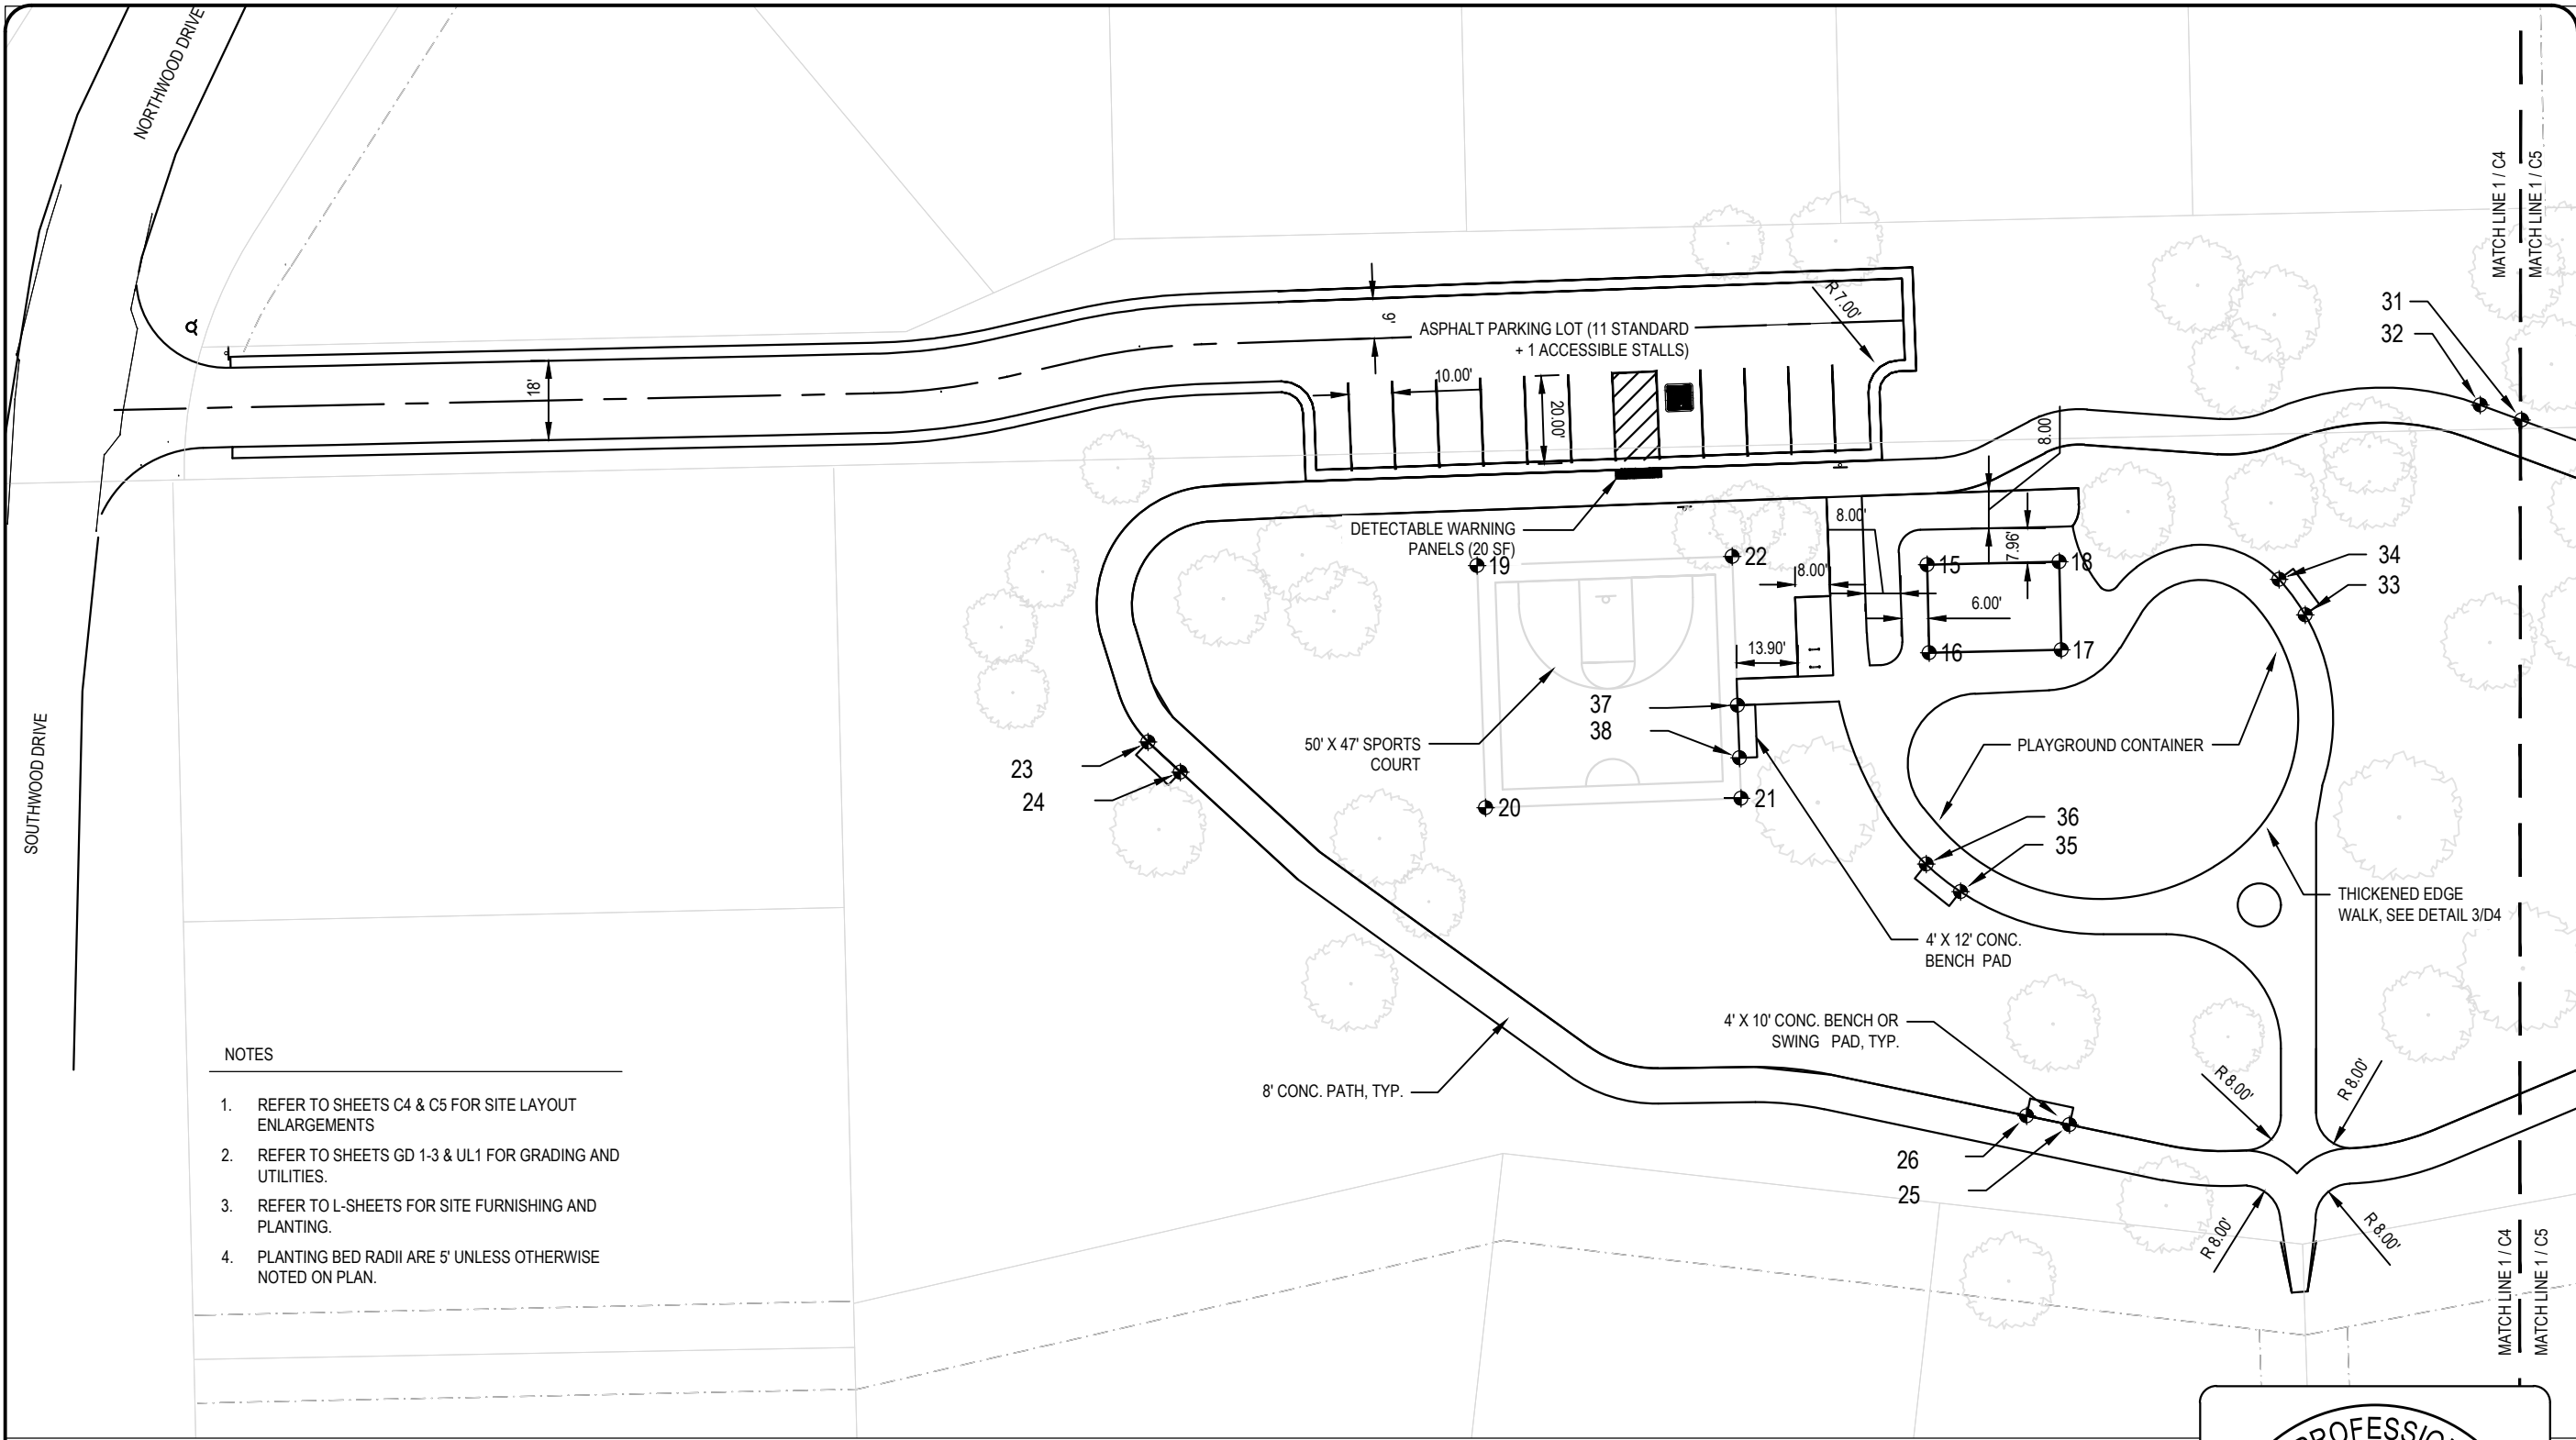 NORTHWOOD DRIVE
MATCH LINE 1 / C4
MATCH LINE 1 / C5
31
32
R 7.00'
9'
ASPHALT PARKING LOT (11 STANDARD
+ 1 ACCESSIBLE STALLS)
18'
10.00'
20.00'
8.00'
DETECTABLE WARNING
PANELS (20 SF)
8.00'
7.96'
19
22
15
18
34
33
8.00'
6.00'
13.90'
16
17
37
38
SOUTHWOOD DRIVE
50' X 47' SPORTS
COURT
PLAYGROUND CONTAINER
23
24
20
21
36
35
THICKENED EDGE
WALK, SEE DETAIL 3/D4
4' X 12' CONC.
BENCH PAD
4' X 10' CONC. BENCH OR
SWING PAD, TYP.
8' CONC. PATH, TYP.
R 8.00'
R 8.00'
26
25
R 8.00'
R 8.00'
NOTES
1. REFER TO SHEETS C4 & C5 FOR SITE LAYOUT
ENLARGEMENTS
2. REFER TO SHEETS GD 1-3 & UL1 FOR GRADING AND
UTILITIES.
3. REFER TO L-SHEETS FOR SITE FURNISHING AND
PLANTING.
4. PLANTING BED RADII ARE 5' UNLESS OTHERWISE
NOTED ON PLAN.
MATCH LINE 1 / C4
MATCH LINE 1 / C5